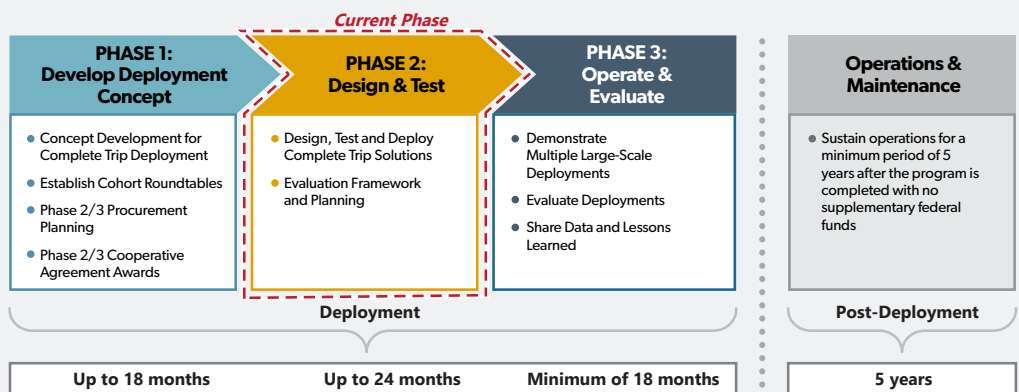 Current Phase
PHASE 1:
Develop Deployment
Concept
• Concept Development for
Complete Trip Deployment
• Establish Cohort Roundtables
• Phase 2/3 Procurement
Planning
• Phase 2/3 Cooperative
Agreement Awards
PHASE 2:
Design & Test
• Design, Test and Deploy
Complete Trip Solutions
• Evaluation Framework
and Planning
PHASE 3:
Operate &
Evaluate
• Demonstrate
Multiple Large-Scale
Deployments
• Evaluate Deployments
• Share Data and Lessons
Learned
Operations &
Maintenance
• Sustain operations for a
minimum period of 5
years after the program is
completed with no
supplementary federal
funds
Deployment
Post-Deployment
Up to 18 months
Up to 24 months
Minimum of 18 months
5 years